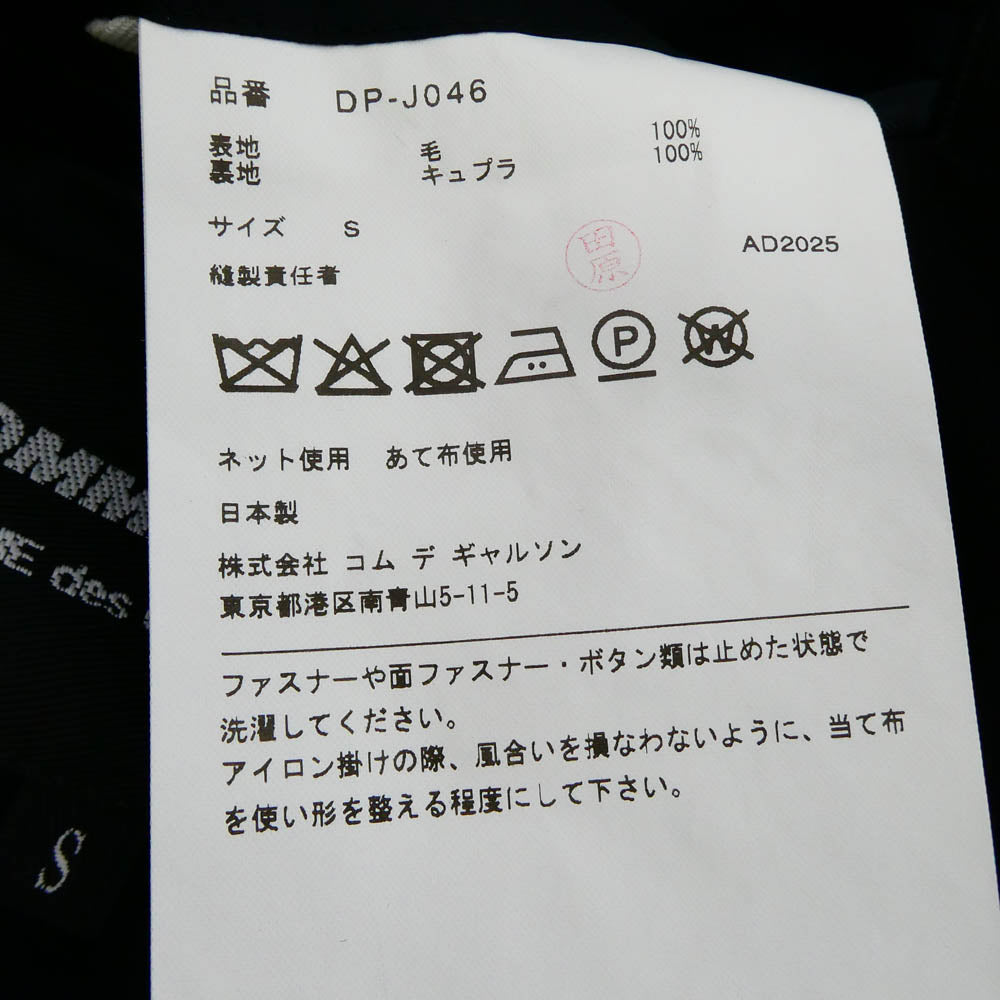 品番 DP-J046
表地 毛 100%
裏地 キュプラ 100%
サイズ S
田原
AD2025
縫製責任者
P
W
ネット使用 あて布使用
日本製
株式会社 コム デ ギャルソン
東京都港区南青山5-11-5
ファスナーや面ファスナー・ボタン類は止めた状態で
洗濯してください。
アイロン掛けの際、風合いを損なわないように、当て布
を使い形を整える程度にして下さい。
des
S